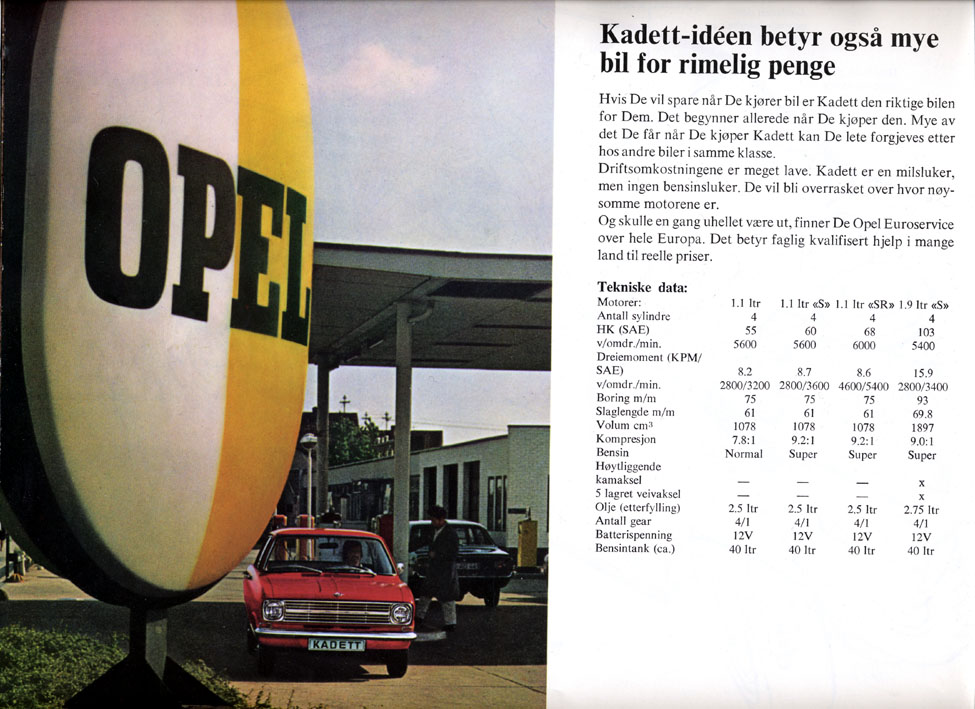 OPEL
KADETT
Kadett-idéen betyr også mye
bil for rimelig penge
Hvis De vil spare når De kjører bil er Kadett den riktige bilen
for Dem. Det begynner allerede når De kjøper den. Mye av
det De får når De kjøper Kadett kan De lete forgjeves etter
hos andre biler i samme klasse.
Driftsomkostningene er meget lave. Kadett er en milsluker,
men ingen bensinsluker. De vil bli overrasket over hvor nøy-
somme motorene er.
Og skulle en gang uhellet være ut, finner De Opel Euroservice
over hele Europa. Det betyr faglig kvalifisert hjelp i mange
land til reelle priser.
Tekniske data:
Motorer: 1.1 ltr 1.1 ltr «S» 1.1 ltr «SR» 1.9 ltr «S»
Antall sylindre 4 4 4 4
HK (SAE) 55 60 68 103
v/omdr./min. 5600 5600 6000 5400
Dreiemoment (KPM/
SAE) 8.2 8.7 8.6 15.9
v/omdr./min. 2800/3200 2800/3600 4600/5400 2800/3400
Boring m/m 75 75 75 93
Slaglengde m/m 61 61 61 69.8
Volum cm³ 1078 1078 1078 1897
Kompresjon 7.8:1 9.2:1 9.2:1 9.0:1
Bensin Normal Super Super Super
Høytliggende
kamaksel — — — x
5 lagret veivaksel — — — x
Olje (etterfylling) 2.5 ltr 2.5 ltr 2.5 ltr 2.75 ltr
Antall gear 4/1 4/1 4/1 4/1
Batterispenning 12V 12V 12V 12V
Bensintank (ca.) 40 ltr 40 ltr 40 ltr 40 ltr